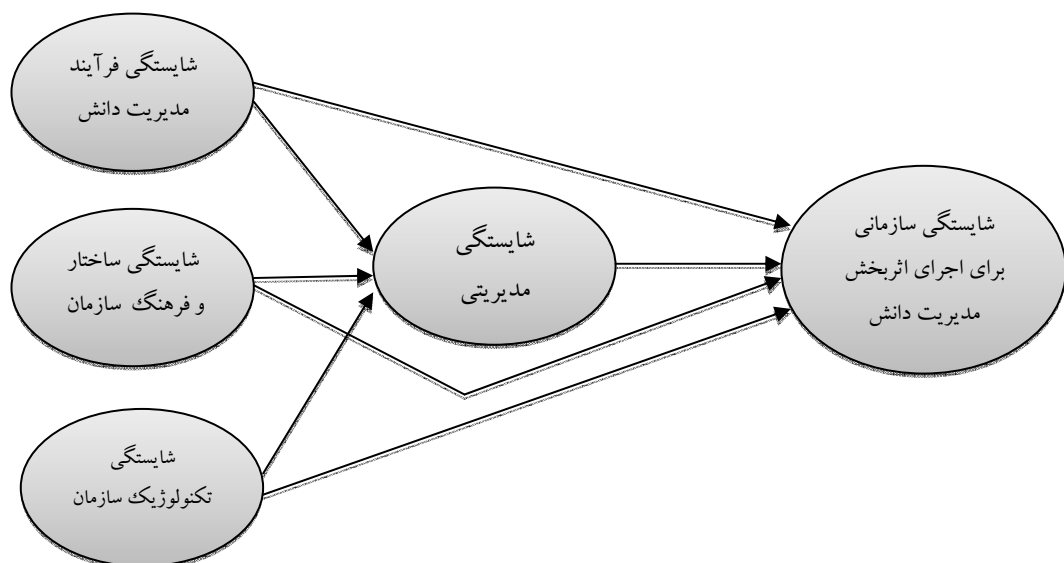 شایستگی فرآیند
مدیریت دانش
شایستگی ساختار
و فرهنگ سازمان
شایستگی
تکنولوژیک سازمان
شایستگی
مدیریتی
شایستگی سازمانی
برای اجرای اثربخش
مدیریت دانش